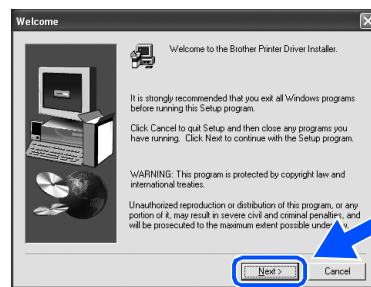 Welcome
Welcome to the Brother Printer Driver Installer.
It is strongly recommended that you exit all Windows programs
before running this Setup program.
Click Cancel to quit Setup and then close any programs you
have running. Click Next to continue with the Setup program.
WARNING: This program is protected by copyright law and
international treaties.
Unauthorized reproduction or distribution of this program, or any
portion of it, may result in severe civil and criminal penalties, and
will be prosecuted to the maximum extent possible under
Next >
Cancel